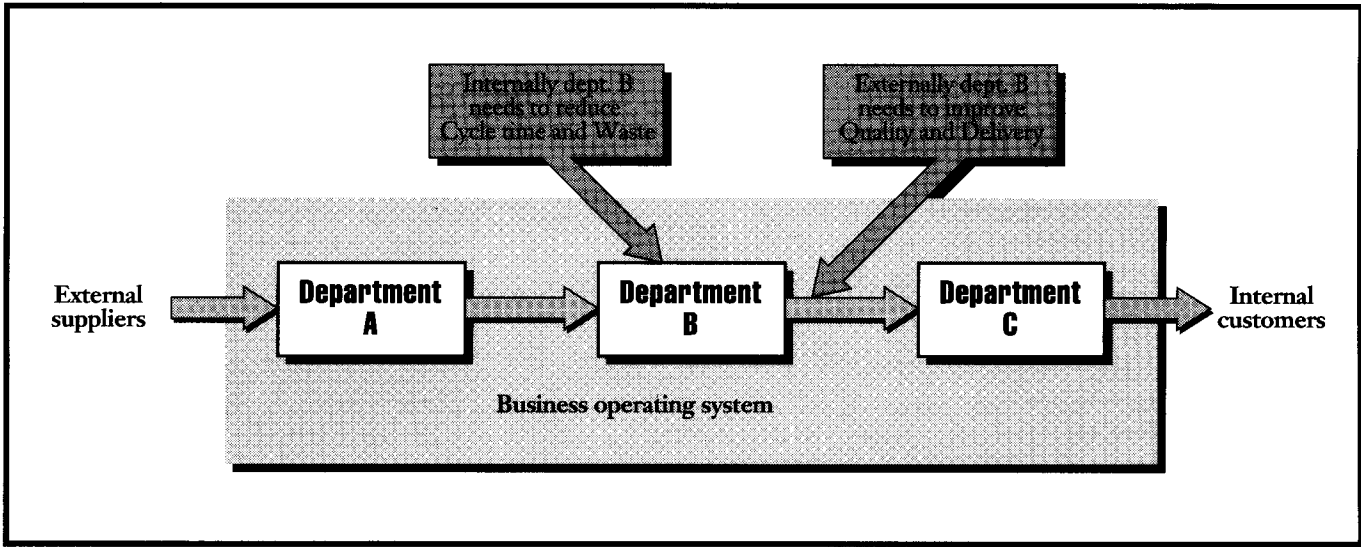 Internally dept. B
needs to reduce
Cycle time and Waste
Externally dept. B
needs to improve
Quality and Delivery
External
suppliers
Department
A
Department
B
Department
C
Internal
customers
Business operating system